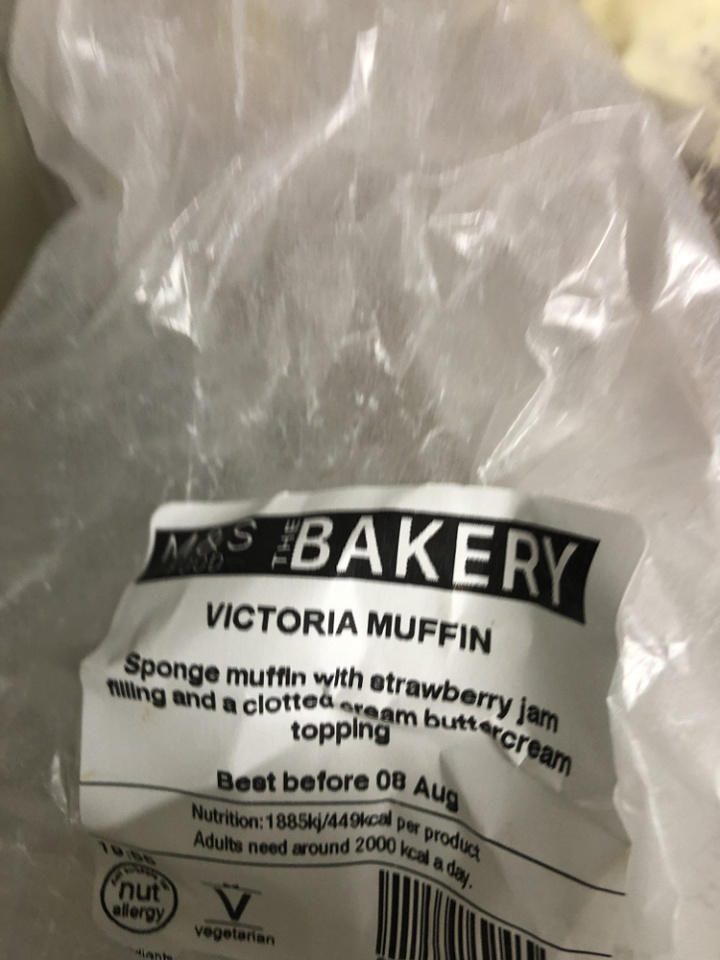 M&S THE BAKERY
FOOD
VICTORIA MUFFIN
Sponge muffin with strawberry jam
filling and a clotted cream buttercream
topping
Best before 08 Aug
Nutrition: 1885kj/449kcal per product
Adults need around 2000 kcal a day.
nut
allergy
V
vegetarian